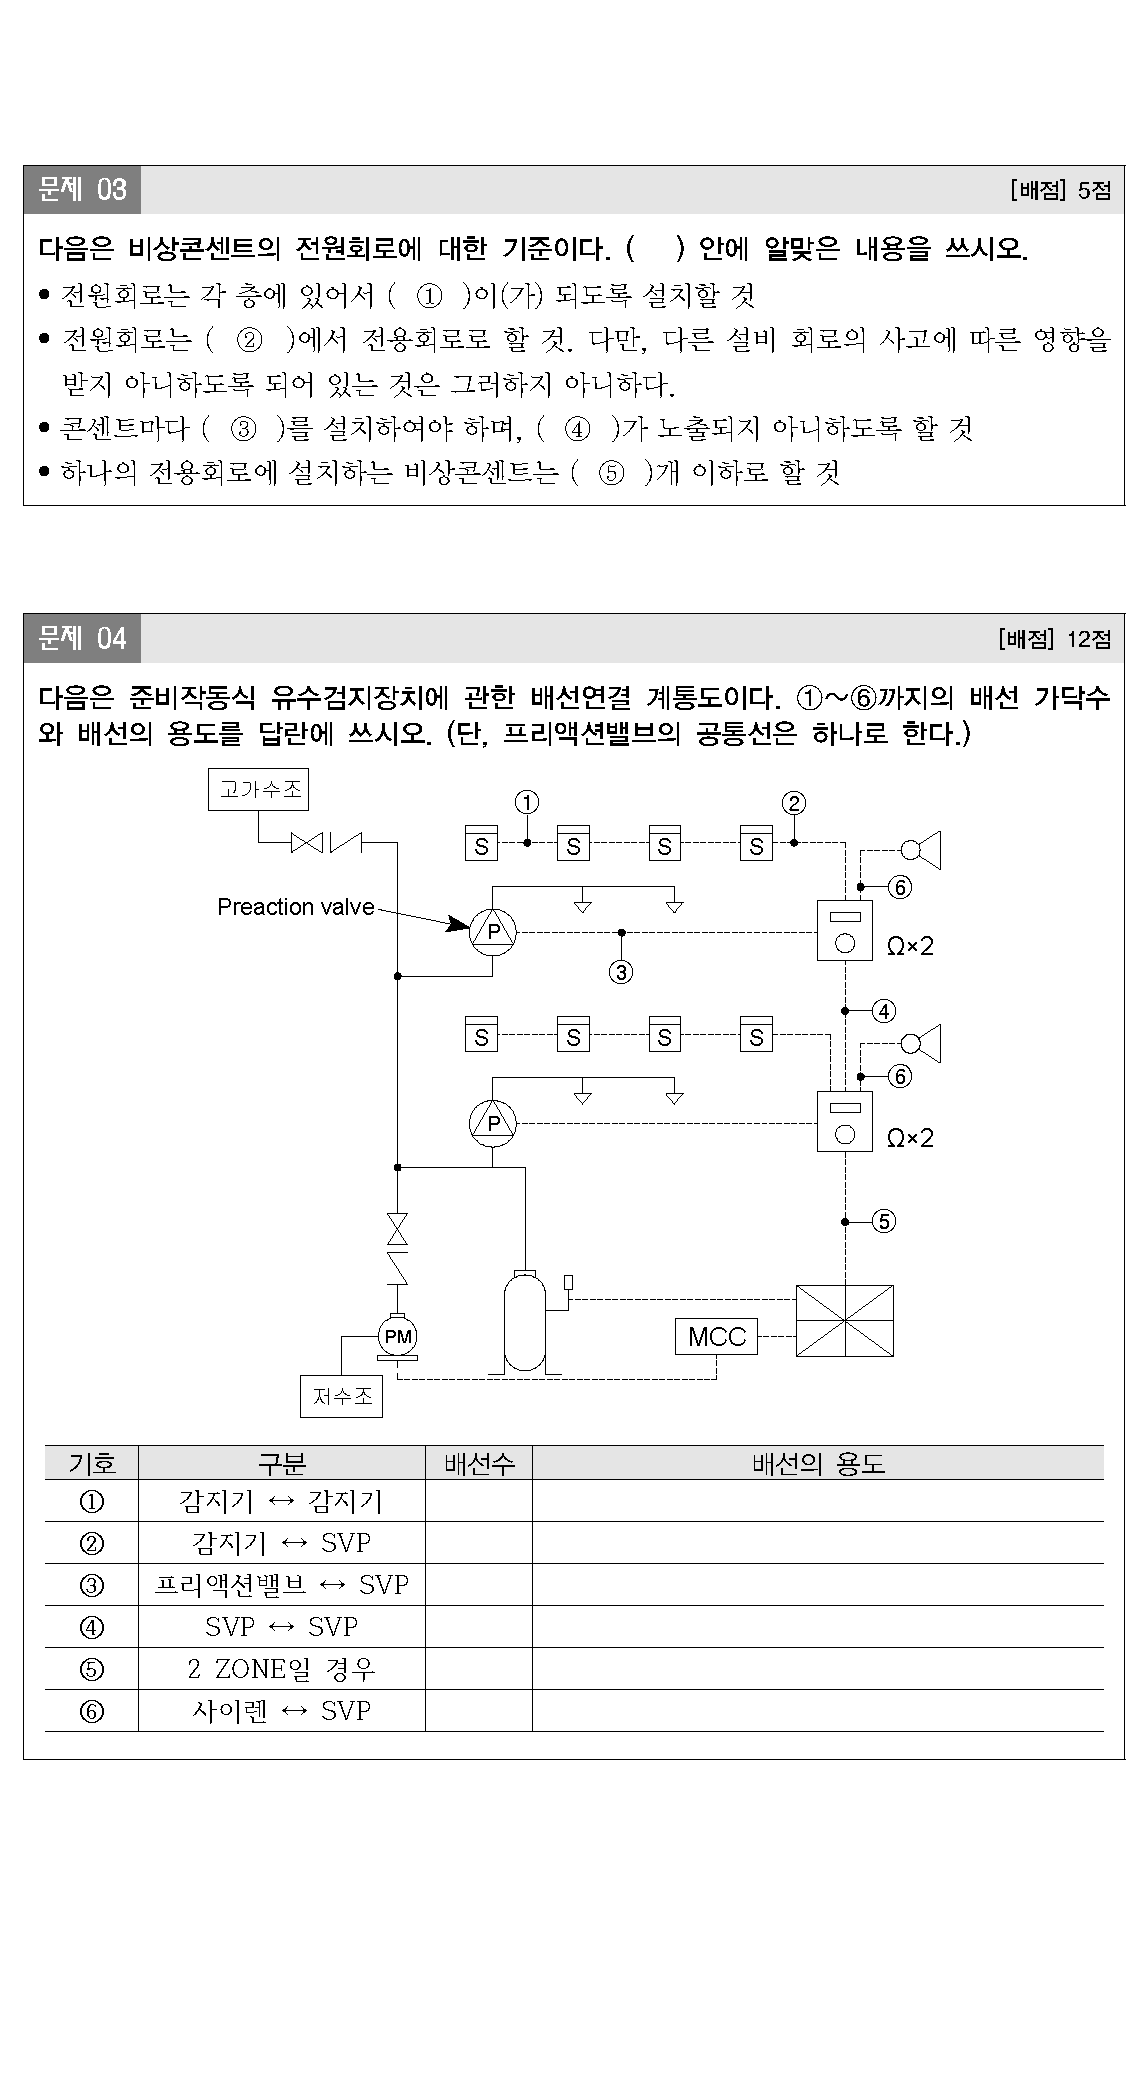 문제 03
[배점] 5점
다음은 비상콘센트의 전원회로에 대한 기준이다. (   ) 안에 알맞은 내용을 쓰시오.
• 전원회로는 각 층에 있어서 ( ① )이(가) 되도록 설치할 것
• 전원회로는 ( ② )에서 전용회로로 할 것. 다만, 다른 설비 회로의 사고에 따른 영향을
받지 아니하도록 되어 있는 것은 그러하지 아니하다.
• 콘센트마다 ( ③ )를 설치하여야 하며, ( ④ )가 노출되지 아니하도록 할 것
• 하나의 전용회로에 설치하는 비상콘센트는 ( ⑤ )개 이하로 할 것
문제 04
[배점] 12점
다음은 준비작동식 유수검지장치에 관한 배선연결 계통도이다. ①~⑥까지의 배선 가닥수
와 배선의 용도를 답란에 쓰시오. (단, 프리액션밸브의 공통선은 하나로 한다.)
고가수조
① ②
S S S S
⑥
Preaction valve
P
Ω×2
③
④
S S S S
⑥
P
Ω×2
⑤
PM
MCC
저수조
기호 구분 배선수 배선의 용도
① 감지기 ↔ 감지기
② 감지기 ↔ SVP
③ 프리액션밸브 ↔ SVP
④ SVP ↔ SVP
⑤ 2 ZONE일 경우
⑥ 사이렌 ↔ SVP